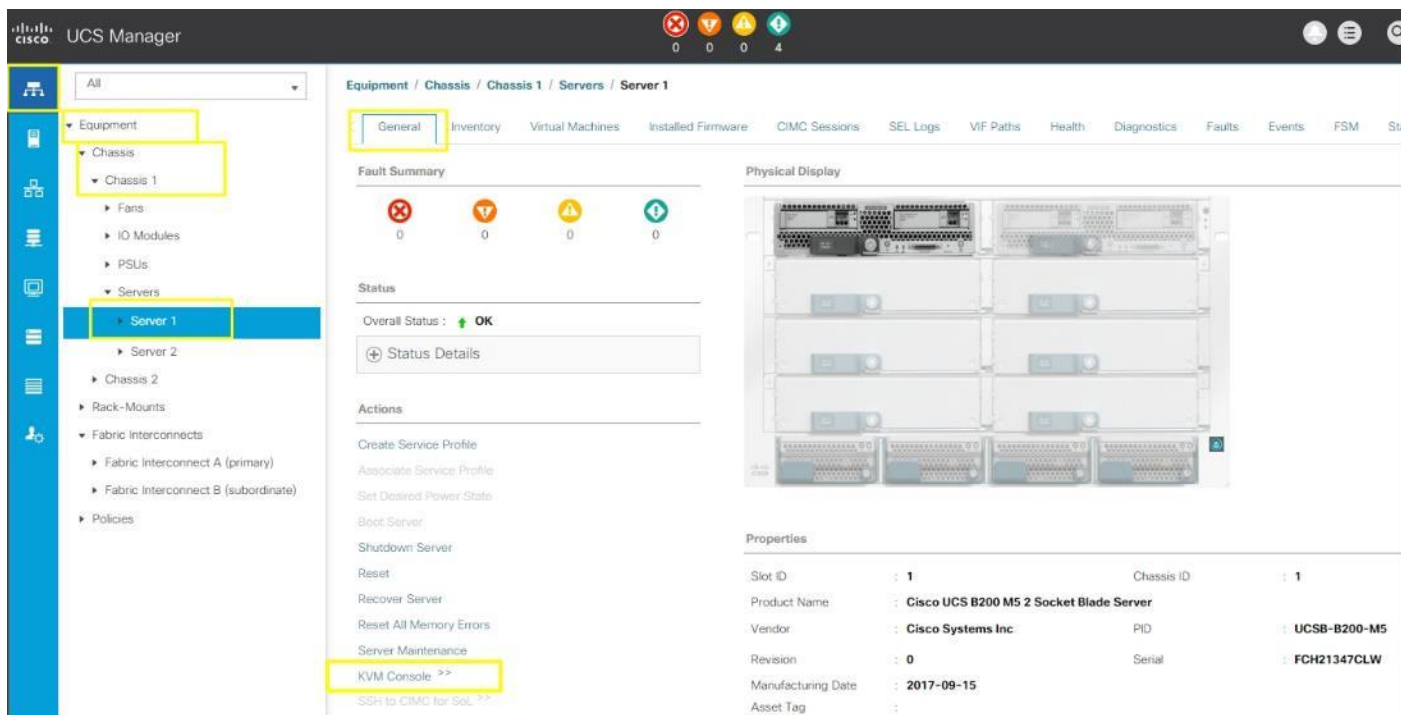 cisco UCS Manager
0 0 0 4
All
Equipment
Chassis
Chassis 1
Fans
IO Modules
PSUs
Servers
Server 1
Server 2
Chassis 2
Rack-Mounts
Fabric Interconnects
Fabric Interconnect A (primary)
Fabric Interconnect B (subordinate)
Policies
Equipment / Chassis / Chassis 1 / Servers / Server 1
General Inventory Virtual Machines Installed Firmware CIMC Sessions SEL Logs VIF Paths Health Diagnostics Faults Events FSM Sta
Fault Summary
0 0 0 0
Status
Overall Status : OK
Status Details
Actions
Create Service Profile
Associate Service Profile
Set Desired Power State
Boot Server
Shutdown Server
Reset
Recover Server
Reset All Memory Errors
Server Maintenance
KVM Console >>
SSH to CIMC for SoL >>
Physical Display
Properties
Slot ID : 1 Chassis ID : 1
Product Name : Cisco UCS B200 M5 2 Socket Blade Server
Vendor : Cisco Systems Inc PID : UCSB-B200-M5
Revision : 0 Serial : FCH21347CLW
Manufacturing Date : 2017-09-15
Asset Tag :